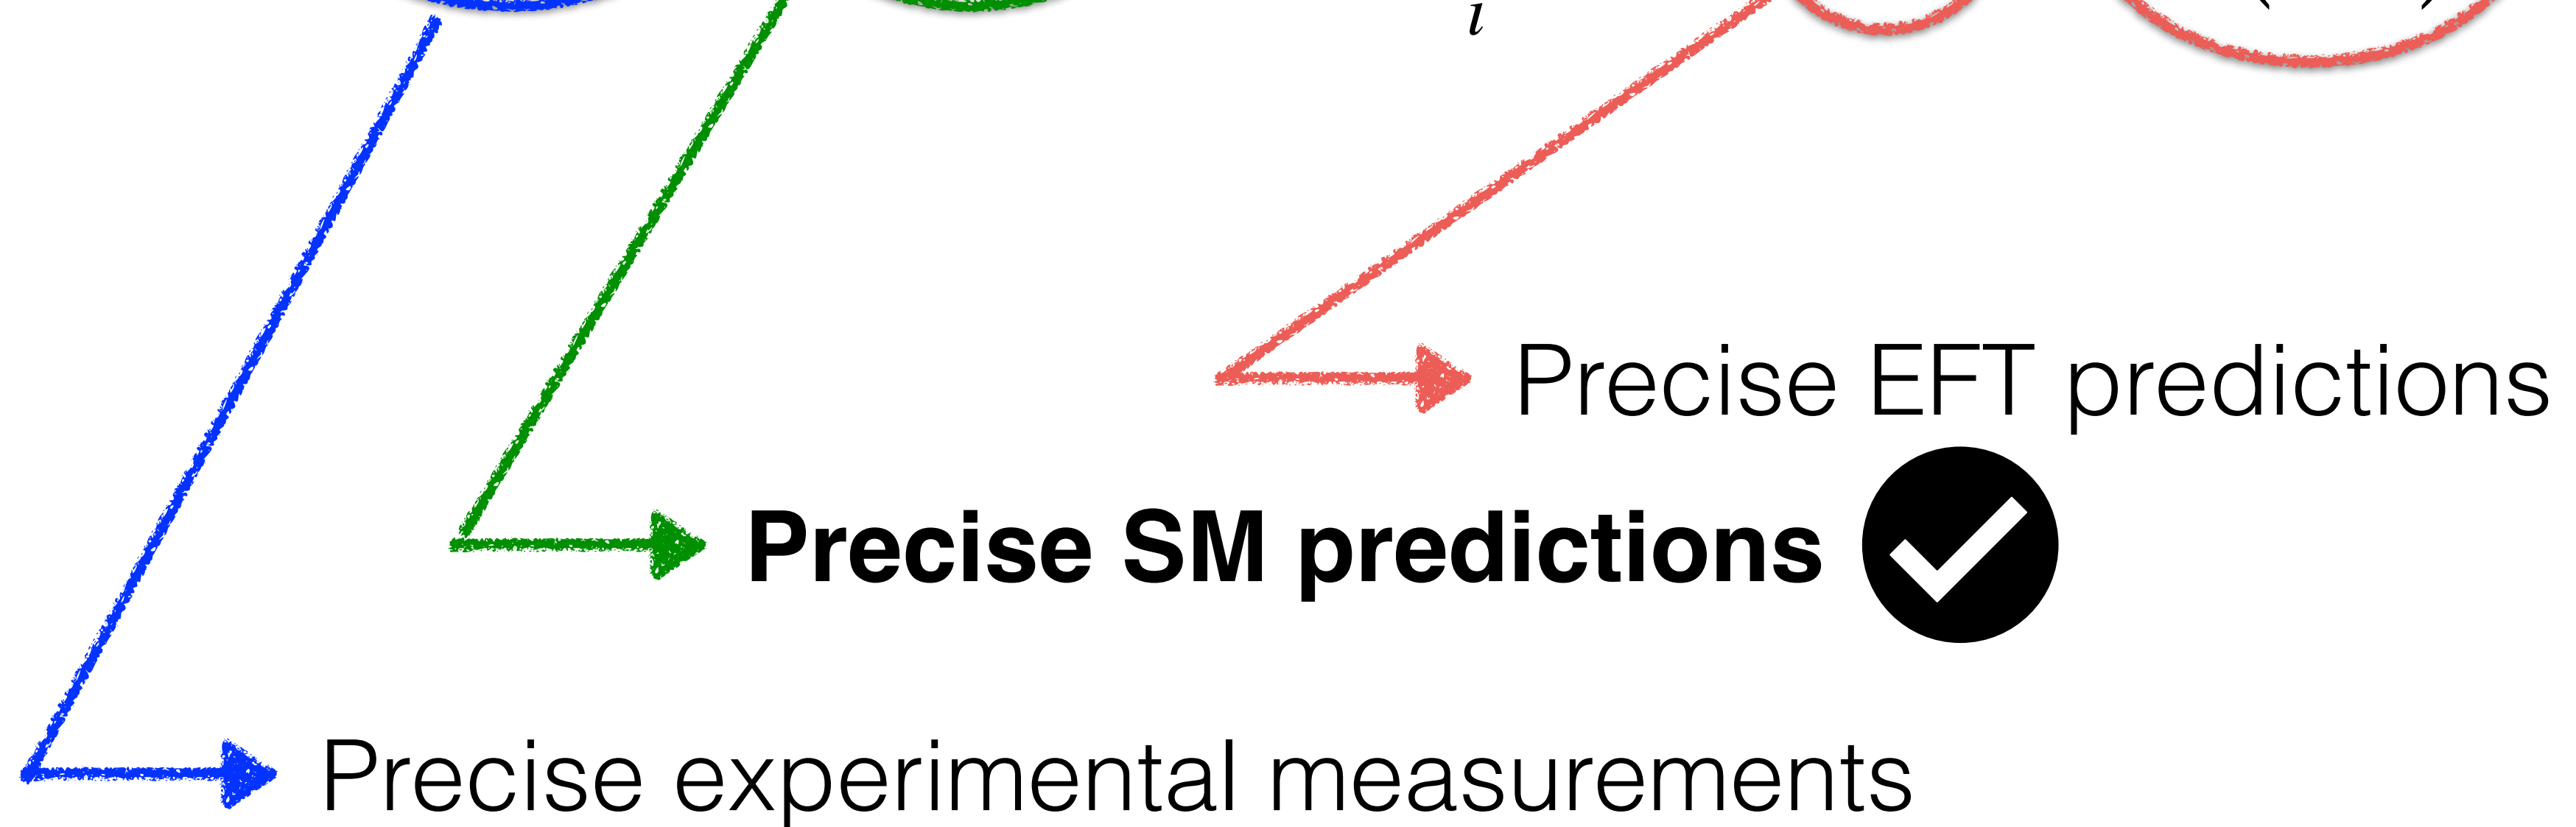 i
Precise EFT predictions
Precise SM predictions
Precise experimental measurements